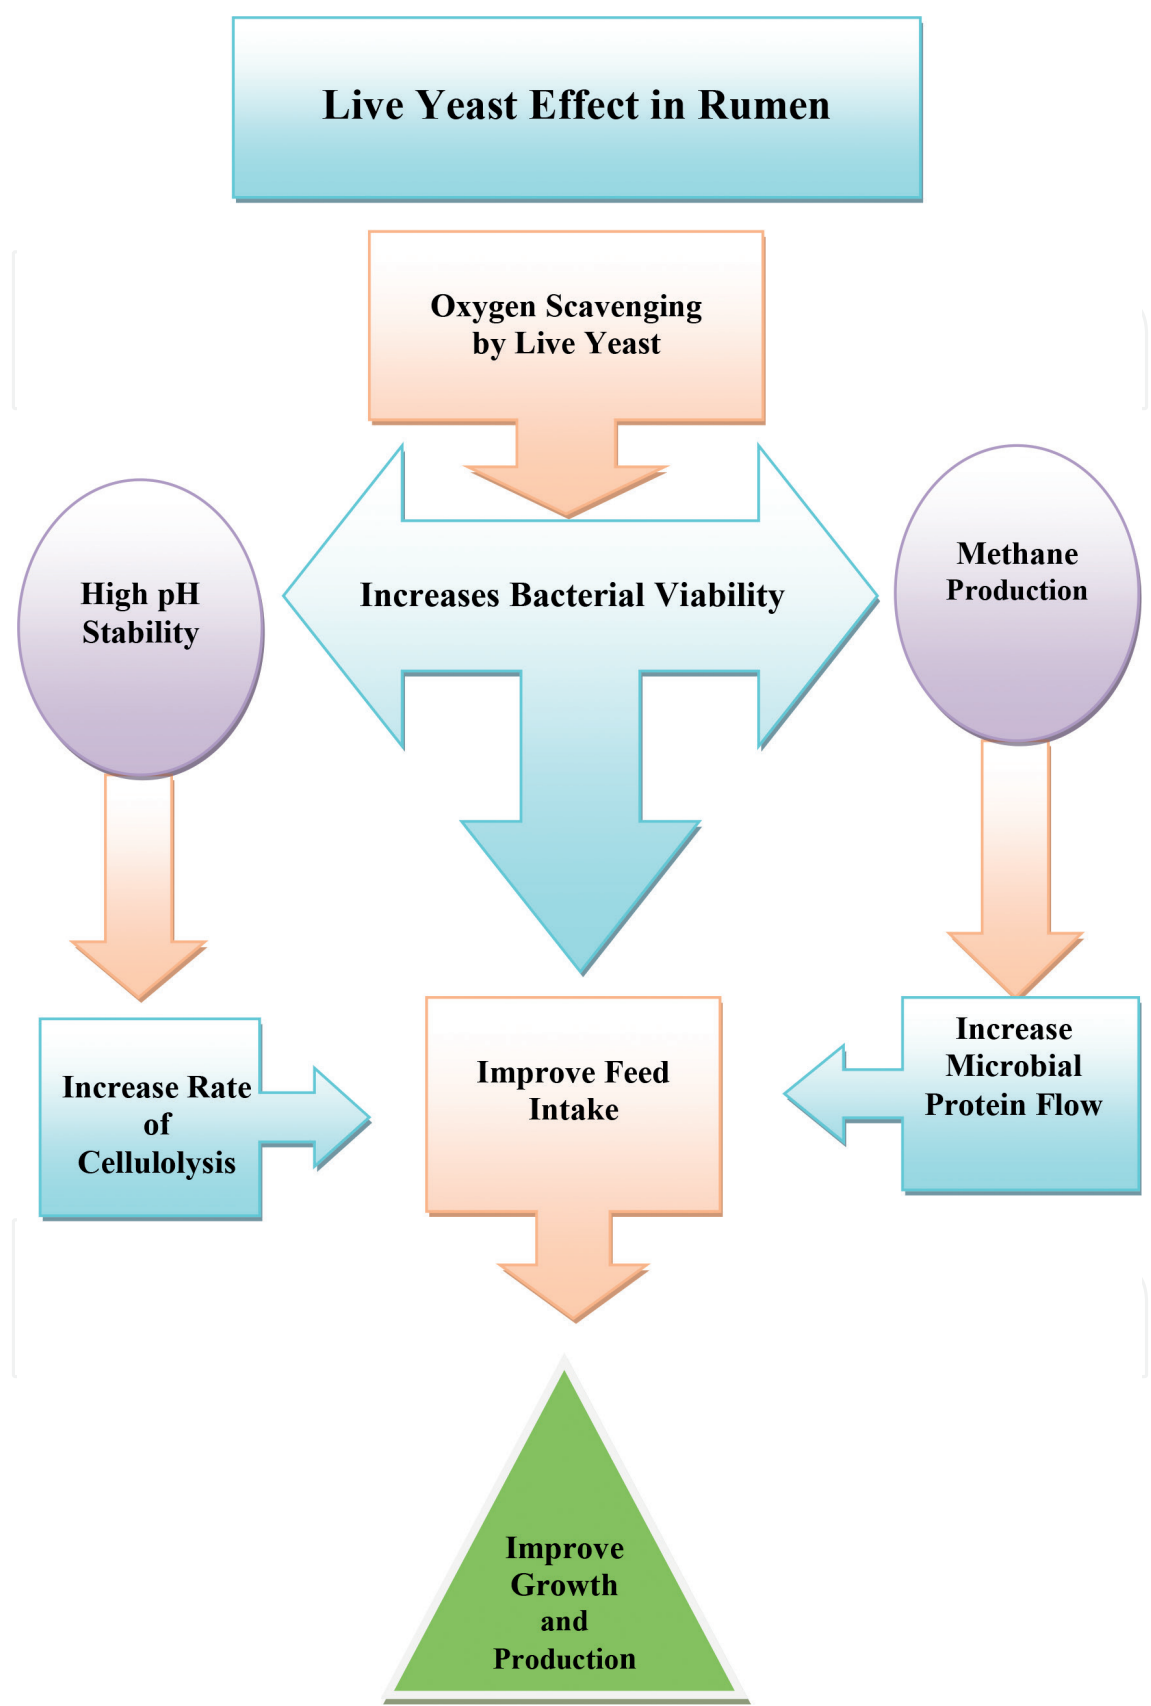 Live Yeast Effect in Rumen
Oxygen Scavenging
by Live Yeast
High pH
Stability
Increases Bacterial Viability
Methane
Production
Increase Rate
of
Cellulolysis
Improve Feed
Intake
Increase
Microbial
Protein Flow
Improve
Growth
and
Production